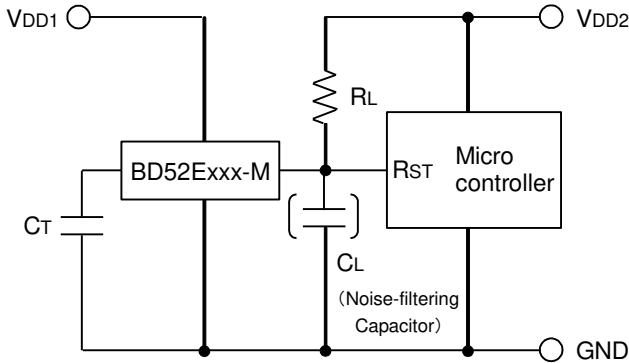 VDD1
VDD2
RL
BD52Exxx-M
RST
Micro
controller
CT
CL
（Noise-filtering
Capacitor）
GND